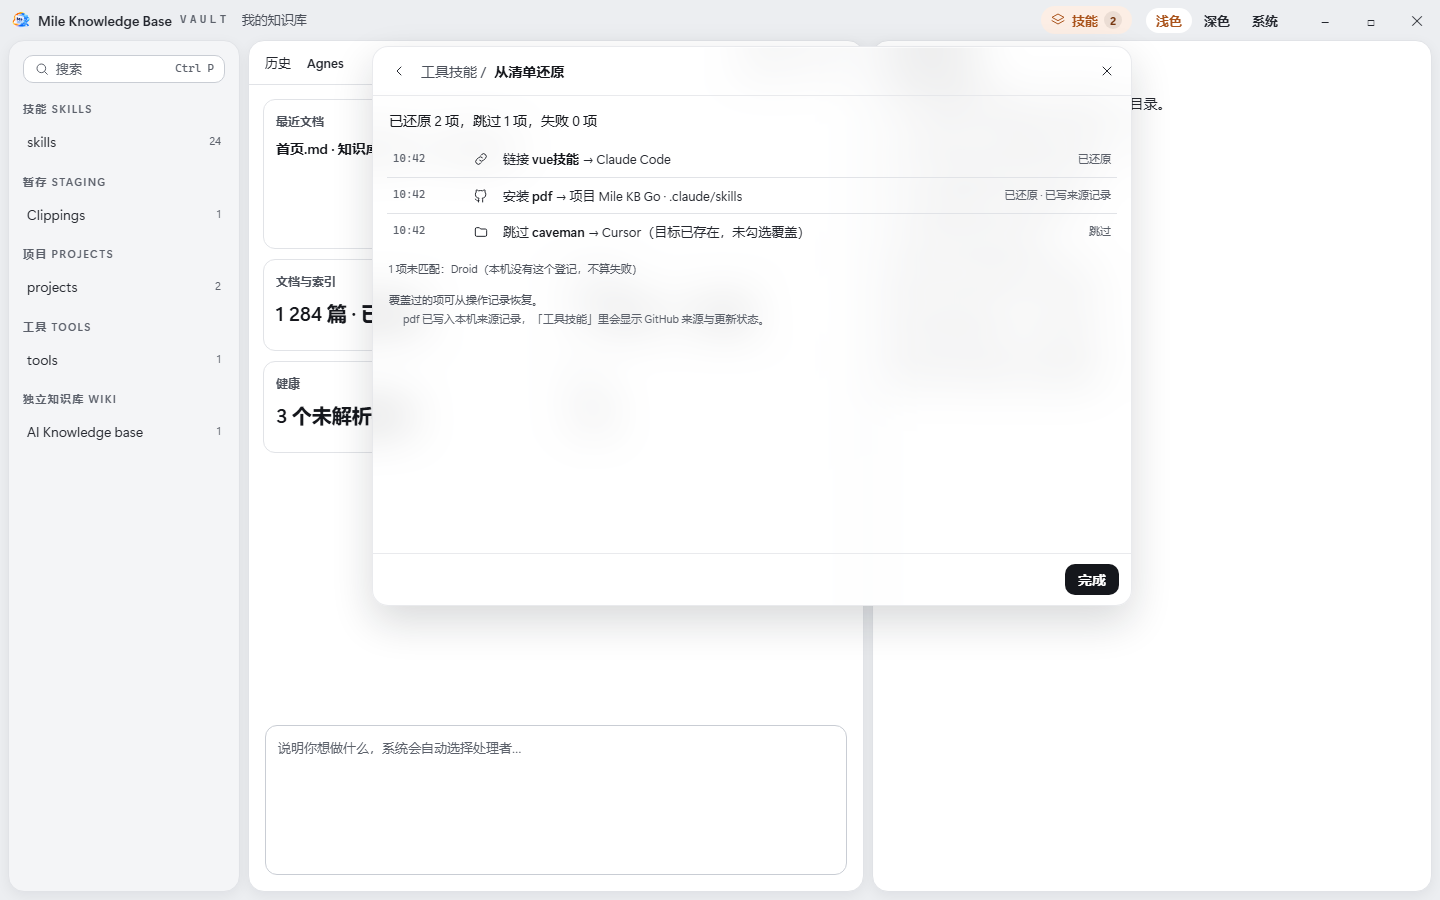 Mile Knowledge Base VAULT 我的知识库
技能 2 浅色 深色 系统
搜索 Ctrl P
技能 SKILLS
skills 24
暂存 STAGING
Clippings 1
项目 PROJECTS
projects 2
工具 TOOLS
tools 1
独立知识库 WIKI
AI Knowledge base 1
历史 Agnes
最近文档
首页.md · 知识库
文档与索引
1 284 篇 · 已
健康
3 个未解析
说明你想做什么，系统会自动选择处理者...
工具技能 / 从清单还原
已还原 2 项，跳过 1 项，失败 0 项
10:42 链接 vue技能 → Claude Code 已还原
10:42 安装 pdf → 项目 Mile KB Go · .claude/skills 已还原 · 已写来源记录
10:42 跳过 caveman → Cursor（目标已存在，未勾选覆盖） 跳过
1 项未匹配：Droid（本机没有这个登记，不算失败）
覆盖过的项可从操作记录恢复。
pdf 已写入本机来源记录，「工具技能」里会显示 GitHub 来源与更新状态。
完成
目录。